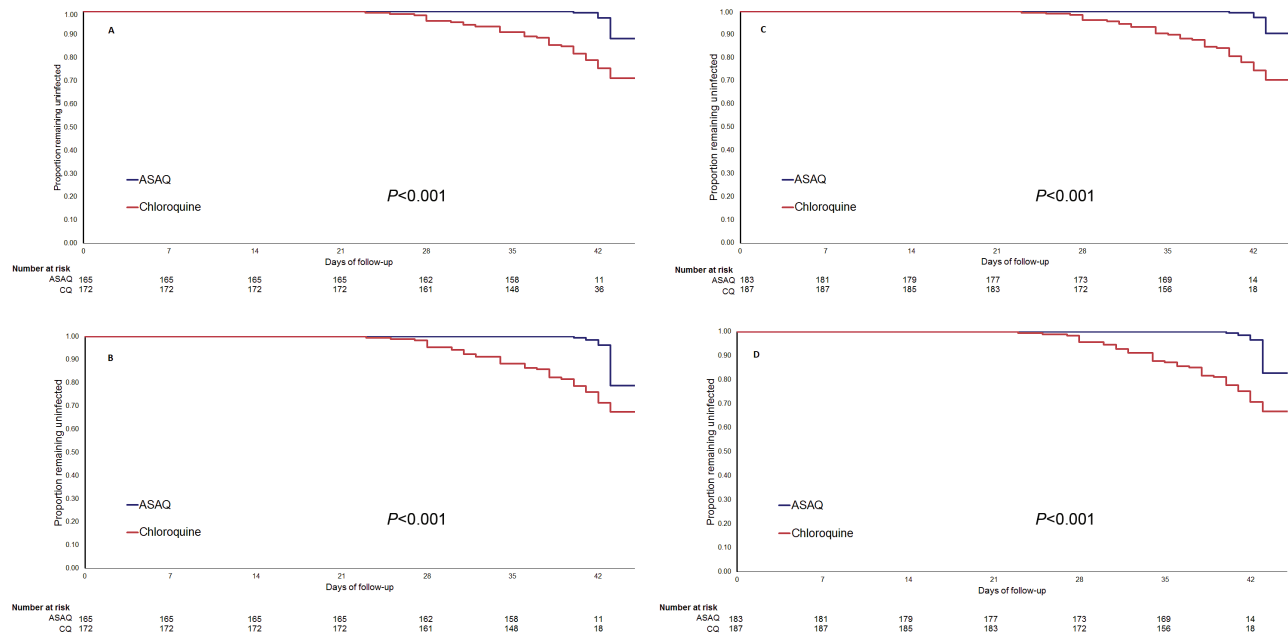 A
Proportion remaining uninfected
1.00
0.90
0.80
0.70
0.60
0.50
0.40
0.30
0.20
0.10
0.00
ASAQ
Chloroquine
P<0.001
0 7 14 21 28 35 42
Days of follow-up
Number at risk
ASAQ 165 165 165 165 162 158 11
CQ 172 172 172 172 161 148 36
C
Proportion remaining uninfected
1.00
0.90
0.80
0.70
0.60
0.50
0.40
0.30
0.20
0.10
0.00
ASAQ
Chloroquine
P<0.001
0 7 14 21 28 35 42
Days of follow-up
Number at risk
ASAQ 183 181 179 177 173 169 14
CQ 187 187 185 183 172 156 18
B
Proportion remaining uninfected
1.00
0.90
0.80
0.70
0.60
0.50
0.40
0.30
0.20
0.10
0.00
ASAQ
Chloroquine
P<0.001
0 7 14 21 28 35 42
Days of follow-up
Number at risk
ASAQ 165 165 165 165 162 158 11
CQ 172 172 172 172 161 148 18
D
Proportion remaining uninfected
1.00
0.90
0.80
0.70
0.60
0.50
0.40
0.30
0.20
0.10
0.00
ASAQ
Chloroquine
P<0.001
0 7 14 21 28 35 42
Days of follow-up
Number at risk
ASAQ 183 181 179 177 173 169 14
CQ 187 187 185 183 172 156 18